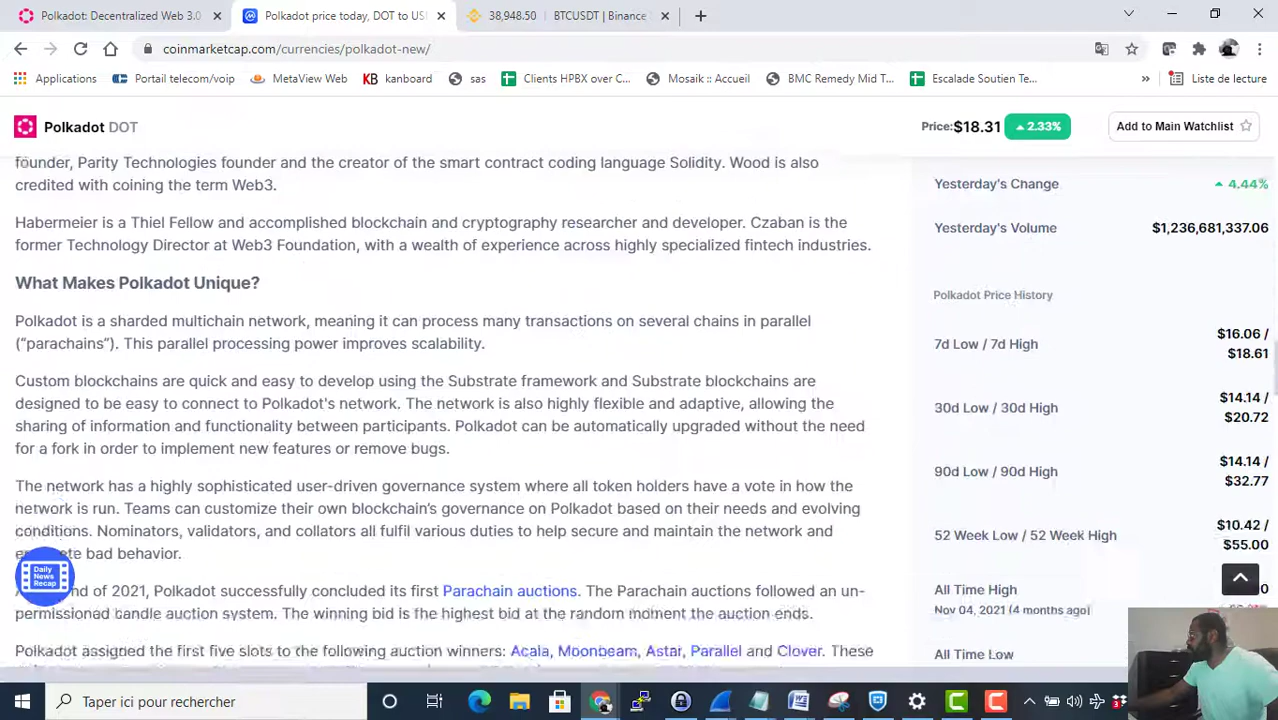 Polkadot: Decentralized Web 3.0
Polkadot price today, DOT to US
38,948.50 BTCUSDT | Binance
coinmarketcap.com/currencies/polkadot-new/
Applications
Portail telecom/voip
MetaView Web
KB kanboard
sas
Clients HPBX over C...
Mosaik :: Accueil
BMC Remedy Mid T...
Escalade Soutien Te...
»
Liste de lecture
Polkadot DOT
Price: $18.31 2.33%
Add to Main Watchlist
founder, Parity Technologies founder and the creator of the smart contract coding language Solidity. Wood is also
credited with coining the term Web3.
Habermeier is a Thiel Fellow and accomplished blockchain and cryptography researcher and developer. Czaban is the
former Technology Director at Web3 Foundation, with a wealth of experience across highly specialized fintech industries.
What Makes Polkadot Unique?
Polkadot is a sharded multichain network, meaning it can process many transactions on several chains in parallel
(“parachains”). This parallel processing power improves scalability.
Custom blockchains are quick and easy to develop using the Substrate framework and Substrate blockchains are
designed to be easy to connect to Polkadot's network. The network is also highly flexible and adaptive, allowing the
sharing of information and functionality between participants. Polkadot can be automatically upgraded without the need
for a fork in order to implement new features or remove bugs.
The network has a highly sophisticated user-driven governance system where all token holders have a vote in how the
network is run. Teams can customize their own blockchain’s governance on Polkadot based on their needs and evolving
conditions. Nominators, validators, and collators all fulfil various duties to help secure and maintain the network and
bad behavior.
nd of 2021, Polkadot successfully concluded its first Parachain auctions. The Parachain auctions followed an un-
permissioned candle auction system. The winning bid is the highest bid at the random moment the auction ends.
Polkadot assigned the first five slots to the following auction winners: Acala, Moonbeam, Astar, Parallel and Clover. These
Daily
News
Recap
Yesterday's Change 4.44%
Yesterday's Volume $1,236,681,337.06
Polkadot Price History
7d Low / 7d High $16.06 /
$18.61
30d Low / 30d High $14.14 /
$20.72
90d Low / 90d High $14.14 /
$32.77
52 Week Low / 52 Week High $10.42 /
$55.00
All Time High
Nov 04, 2021 (4 months ago)
All Time Low
Taper ici pour rechercher